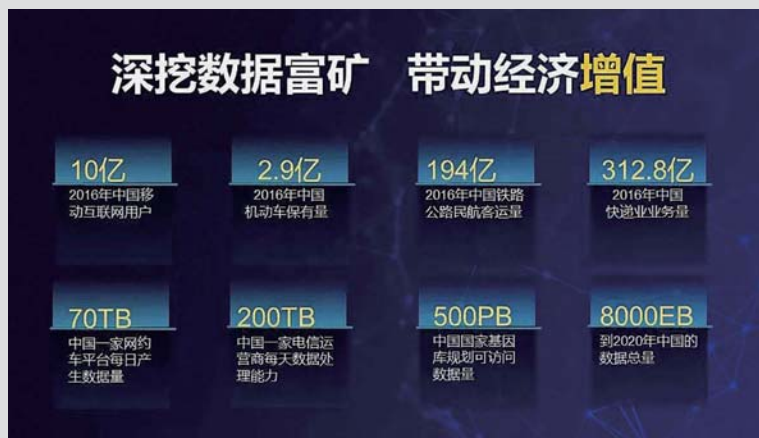 深挖数据富矿 带动经济增值
10亿
2016年中国移
动互联网用户
2.9亿
2016年中国
机动车保有量
194亿
2016年中国铁路
公路民航客运量
312.8亿
2016年中国
快递业业务量
70TB
中国一家网约
车平台每日产
生数据量
200TB
中国一家电信运
营商每天数据处
理能力
500PB
中国国家基因
库规划可访问
数据量
8000EB
到2020年中国的
数据总量